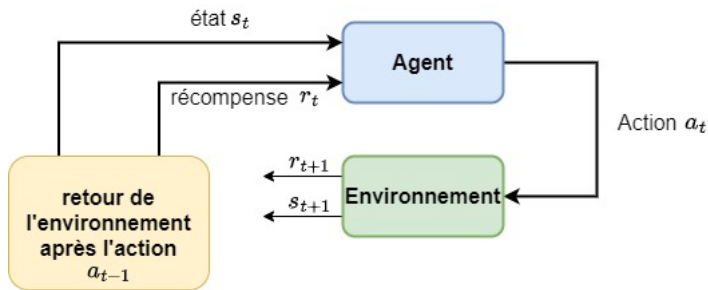 état s_t
Agent
récompense r_t
Action a_t
r_{t+1}
Environnement
s_{t+1}
retour de
l'environnement
après l'action
a_{t-1}